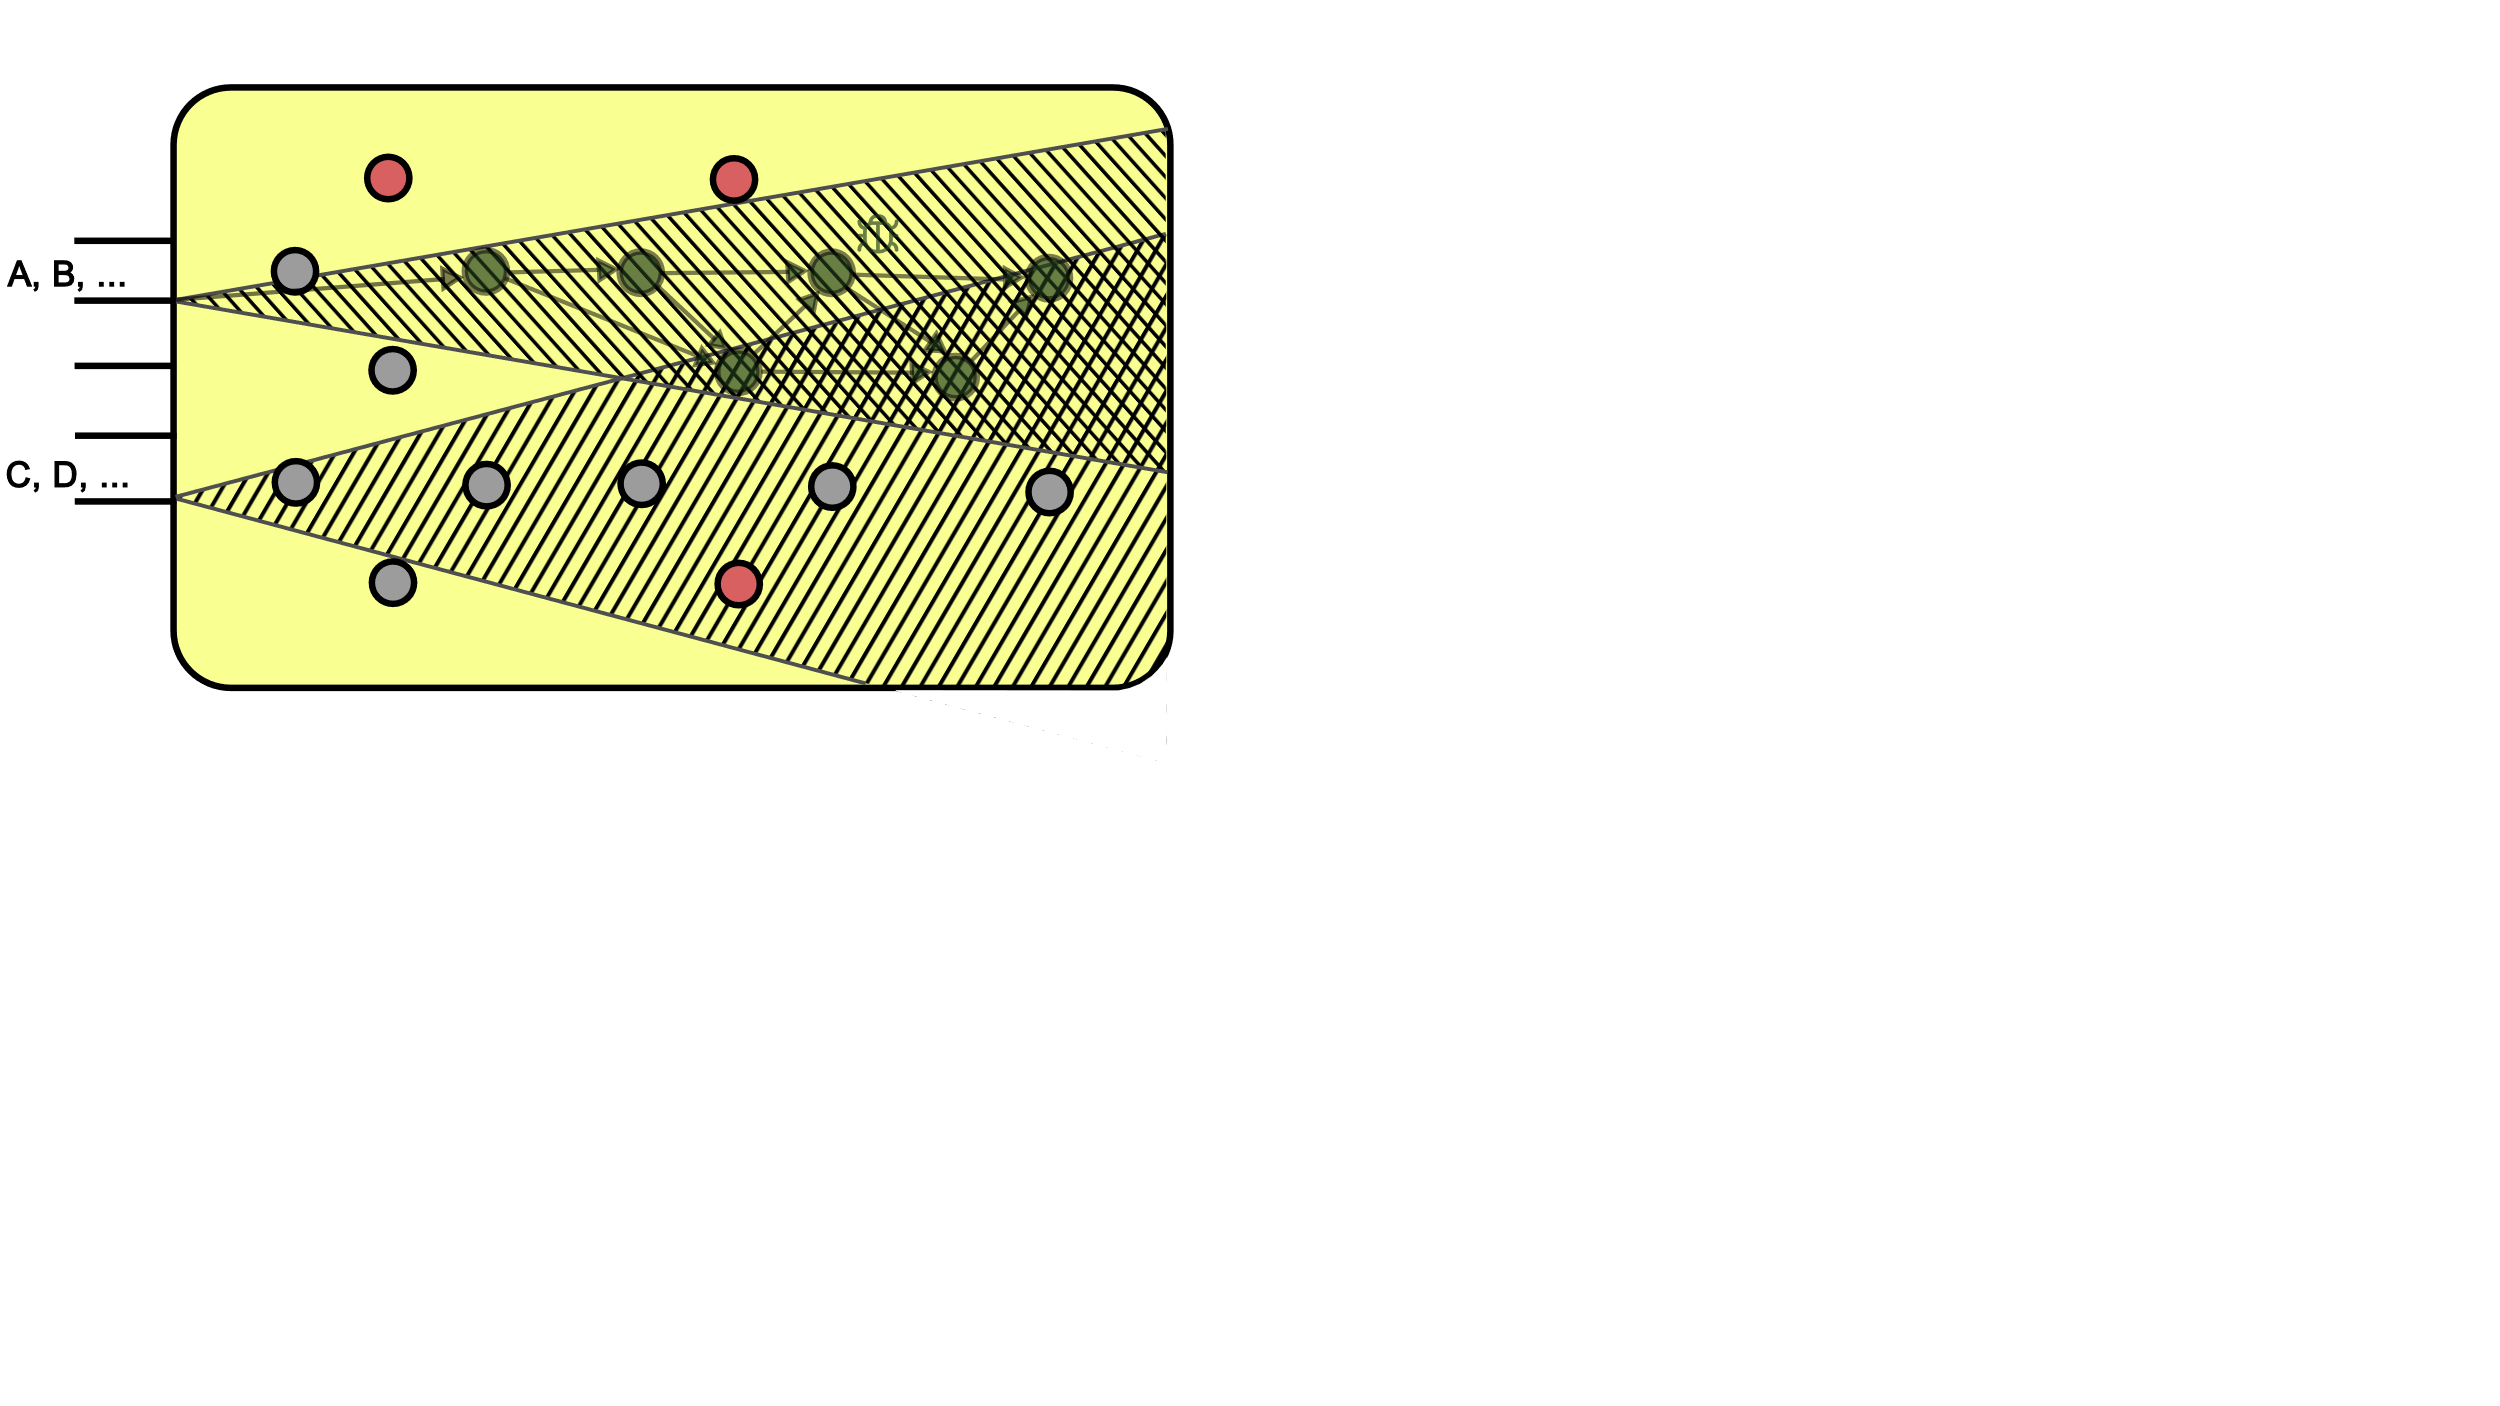 A, B, ...
C, D, ...